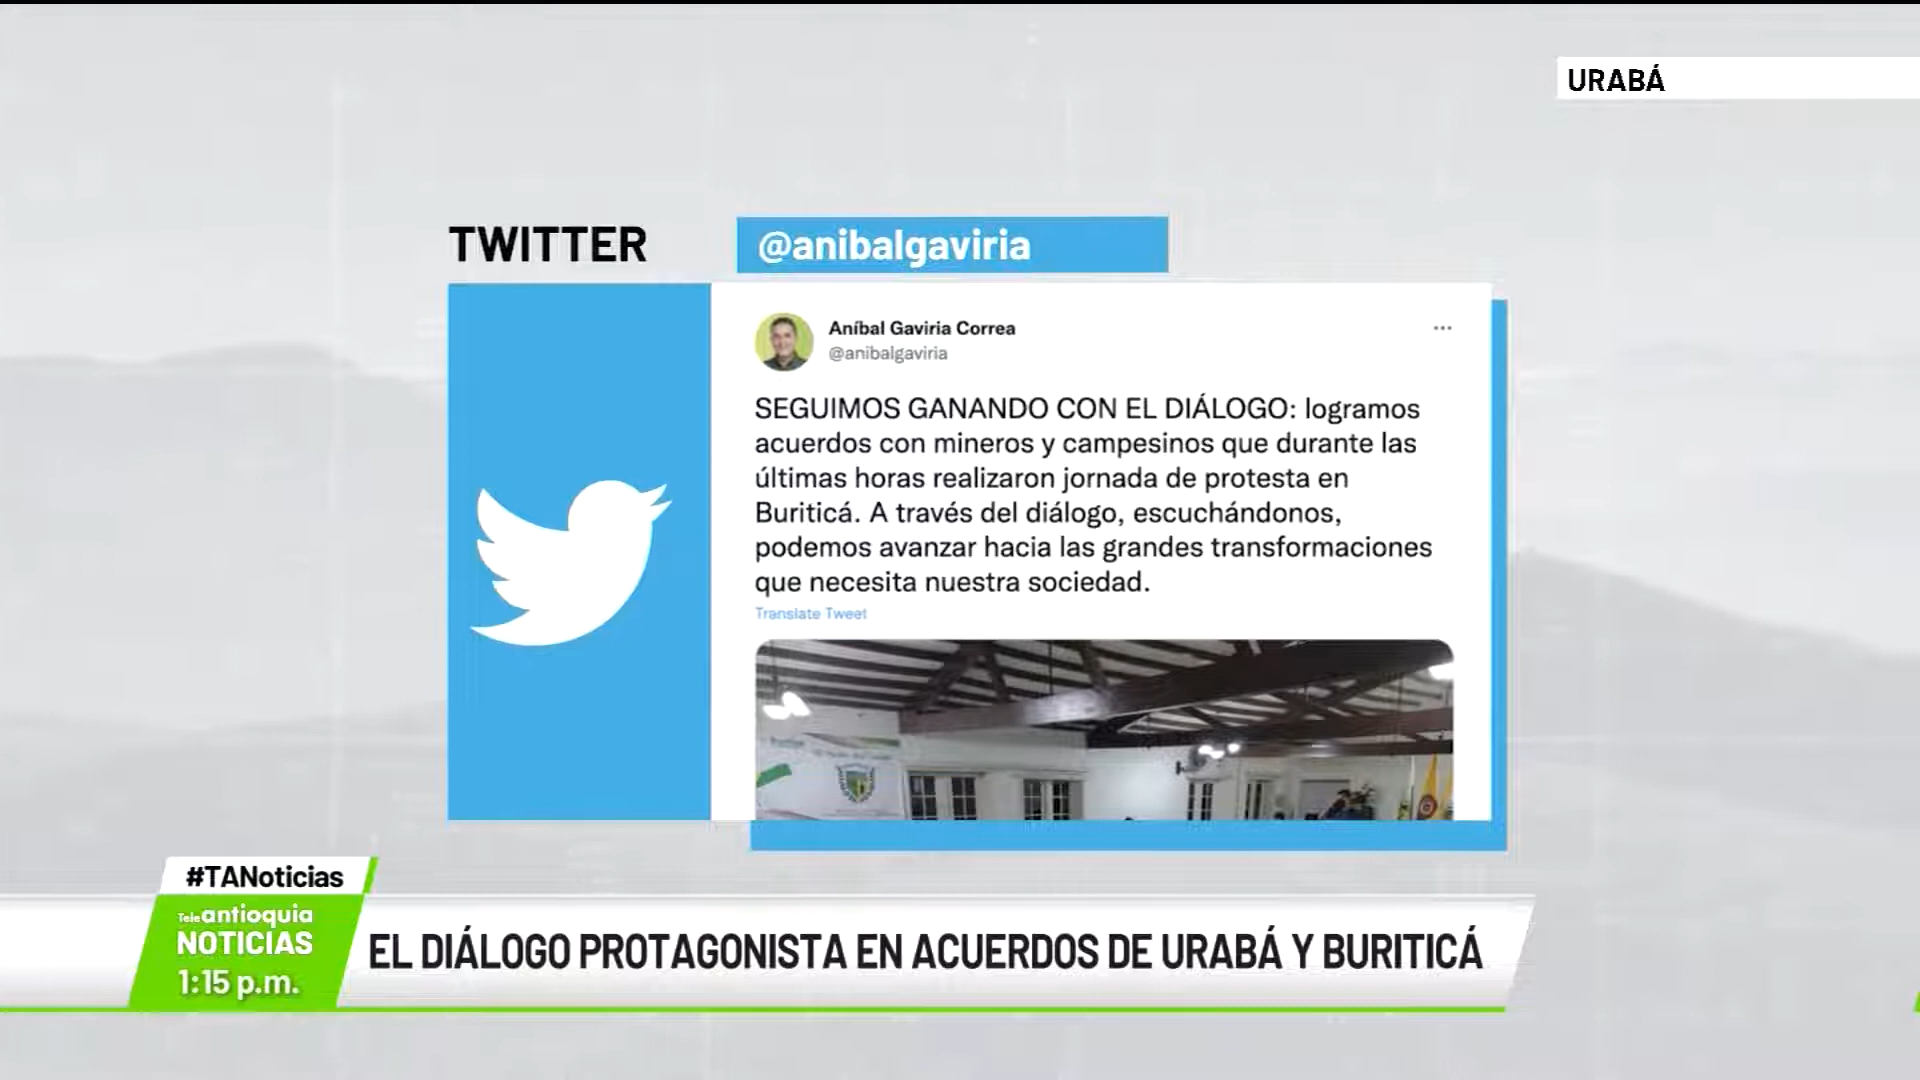 URABÁ
TWITTER
@anibalgaviria
Aníbal Gaviria Correa
@anibalgaviria
SEGUIMOS GANANDO CON EL DIÁLOGO: logramos
acuerdos con mineros y campesinos que durante las
últimas horas realizaron jornada de protesta en
Buriticá. A través del diálogo, escuchándonos,
podemos avanzar hacia las grandes transformaciones
que necesita nuestra sociedad.
Translate Tweet
#TANoticias
Teleantioquia
NOTICIAS
1:15 p.m.
EL DIÁLOGO PROTAGONISTA EN ACUERDOS DE URABÁ Y BURITICÁ